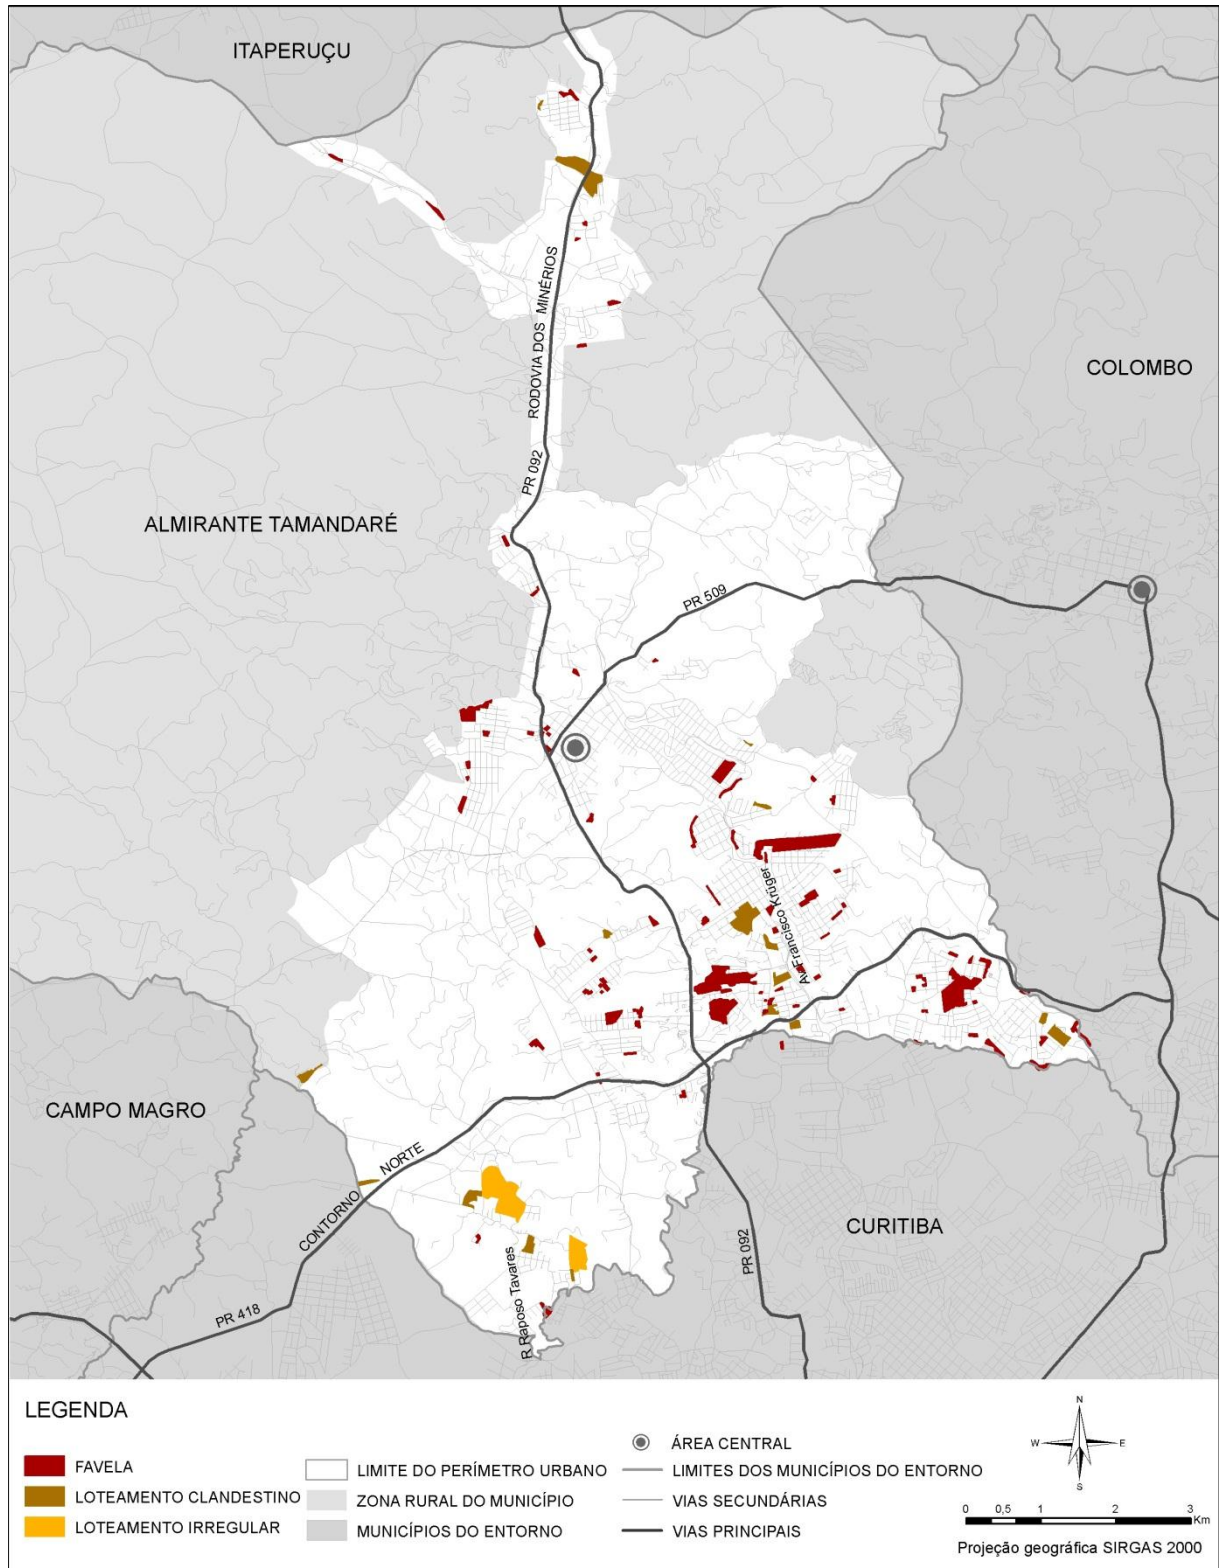 ITAPERUÇU
RODOVIA DOS MINÉRIOS
COLOMBO
PR 092
ALMIRANTE TAMANDARÉ
PR 509
Av Francisco Krüger
CAMPO MAGRO
CONTORNO NORTE
CURITIBA
PR 092
R Raposo Tavares
PR 418
LEGENDA
FAVELA
LOTEAMENTO CLANDESTINO
LOTEAMENTO IRREGULAR
LIMITE DO PERÍMETRO URBANO
ZONA RURAL DO MUNICÍPIO
MUNICÍPIOS DO ENTORNO
ÁREA CENTRAL
LIMITES DOS MUNICÍPIOS DO ENTORNO
VIAS SECUNDÁRIAS
VIAS PRINCIPAIS
N
W E
S
0 0,5 1 2 3
Km
Projeção geográfica SIRGAS 2000